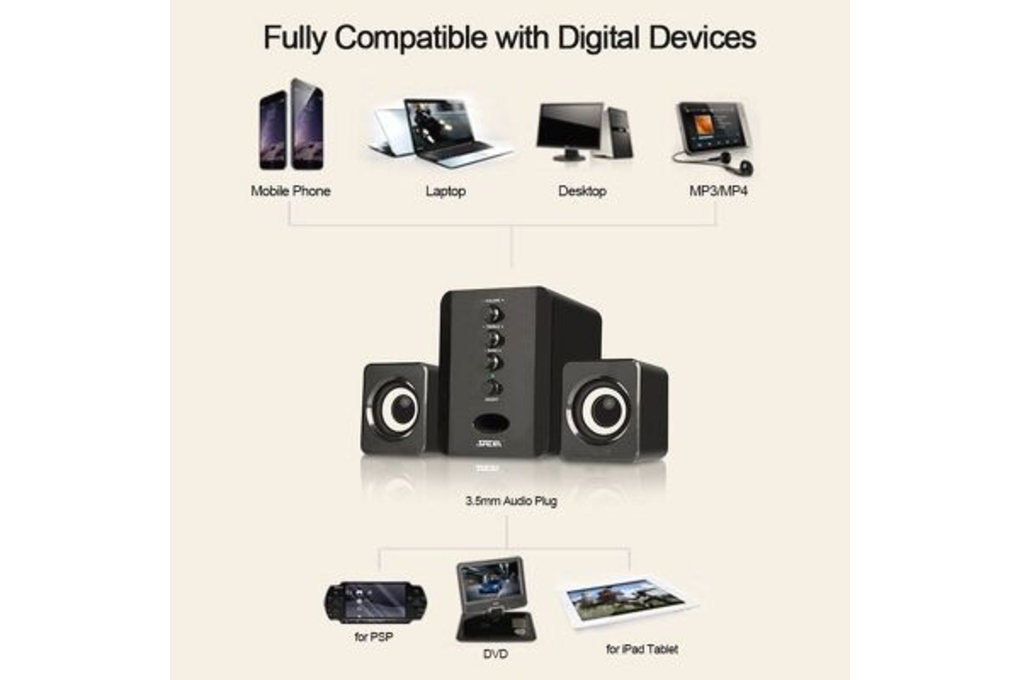 Fully Compatible with Digital Devices
Mobile Phone
Laptop
Desktop
MP3/MP4
3.5mm Audio Plug
for PSP
DVD
for iPad Tablet